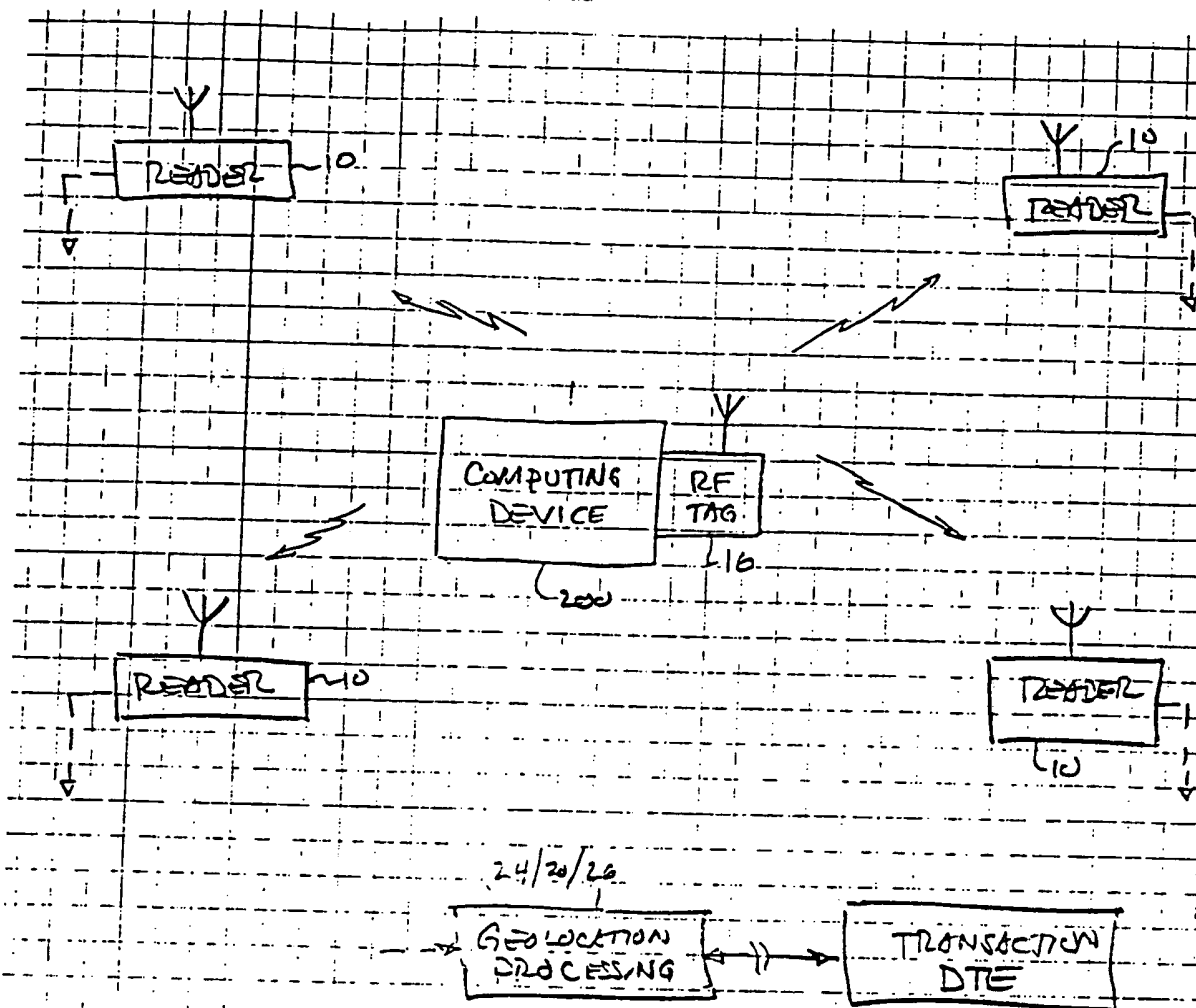 READER 10
10
READER
COMPUTING
DEVICE
RF
TAG
16
200
READER 10
READER
10
24/20/26
GEOLOCATION
PROCESSING
TRANSACTION
DTE